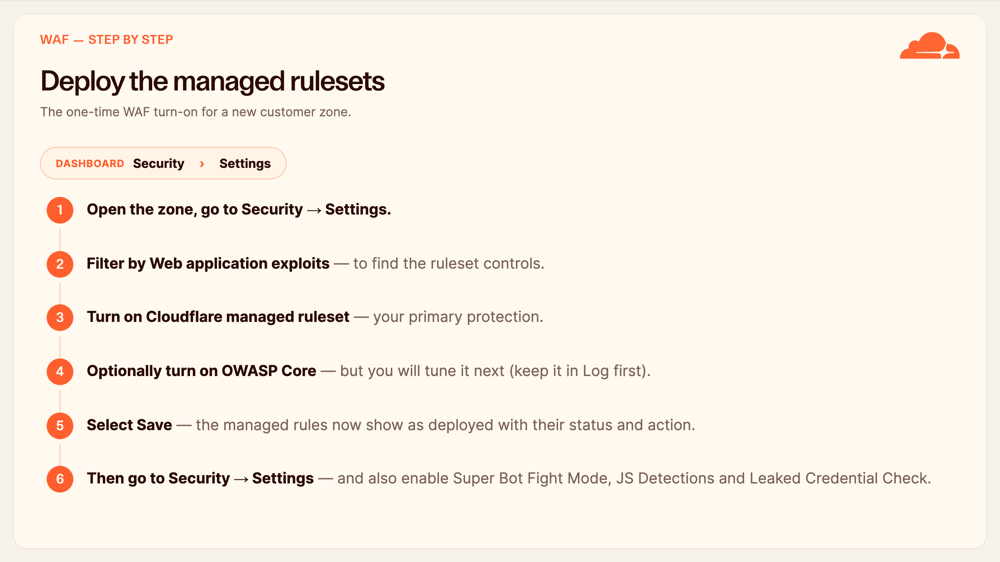 WAF — STEP BY STEP
Deploy the managed rulesets
The one-time WAF turn-on for a new customer zone.
DASHBOARD Security › Settings
1 Open the zone, go to Security → Settings.
2 Filter by Web application exploits — to find the ruleset controls.
3 Turn on Cloudflare managed ruleset — your primary protection.
4 Optionally turn on OWASP Core — but you will tune it next (keep it in Log first).
5 Select Save — the managed rules now show as deployed with their status and action.
6 Then go to Security → Settings — and also enable Super Bot Fight Mode, JS Detections and Leaked Credential Check.